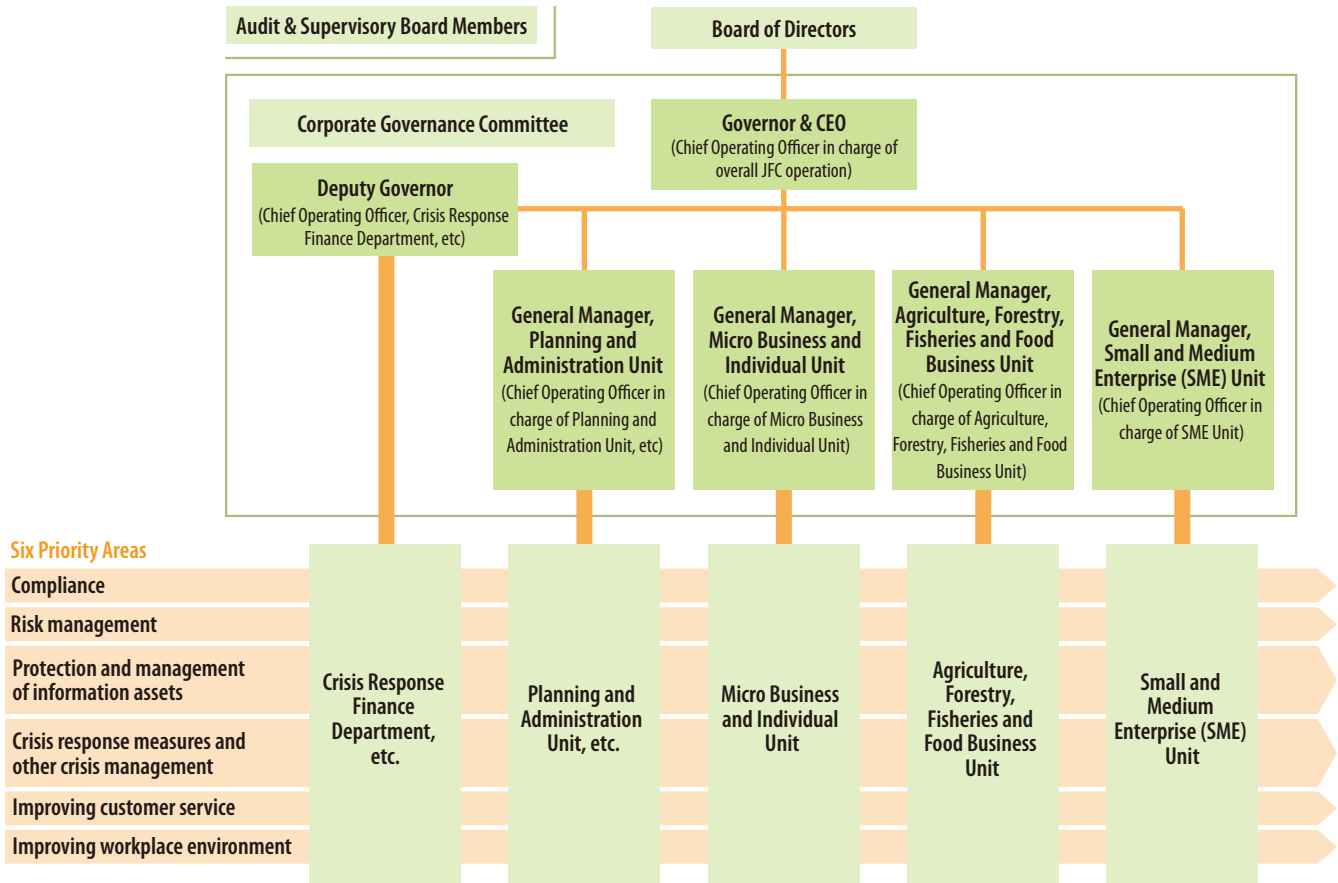 Audit & Supervisory Board Members
Board of Directors
Corporate Governance Committee
Governor & CEO
(Chief Operating Officer in charge of
overall JFC operation)
Deputy Governor
(Chief Operating Officer, Crisis Response
Finance Department, etc)
General Manager,
Planning and
Administration Unit
(Chief Operating Officer in
charge of Planning and
Administration Unit, etc)
General Manager,
Micro Business and
Individual Unit
(Chief Operating Officer in
charge of Micro Business
and Individual Unit)
General Manager,
Agriculture, Forestry,
Fisheries and Food
Business Unit
(Chief Operating Officer in
charge of Agriculture,
Forestry, Fisheries and Food
Business Unit)
General Manager,
Small and Medium
Enterprise (SME) Unit
(Chief Operating Officer in
charge of SME Unit)
Six Priority Areas
Compliance
Risk management
Protection and management
of information assets
Crisis response measures and
other crisis management
Improving customer service
Improving workplace environment
Crisis Response
Finance
Department,
etc.
Planning and
Administration
Unit, etc.
Micro Business
and Individual
Unit
Agriculture,
Forestry,
Fisheries and
Food Business
Unit
Small and
Medium
Enterprise (SME)
Unit